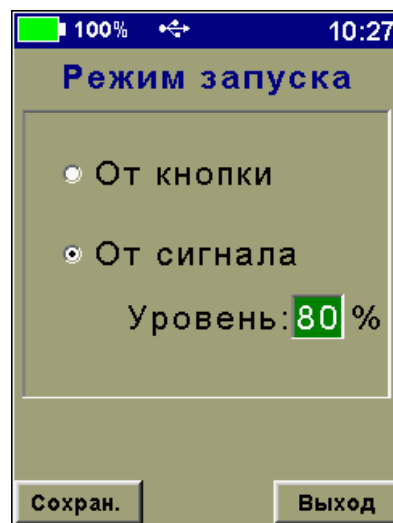 100% 10:27
Режим запуска
От кнопки
От сигнала
Уровень: 80 %
Сохран. Выход